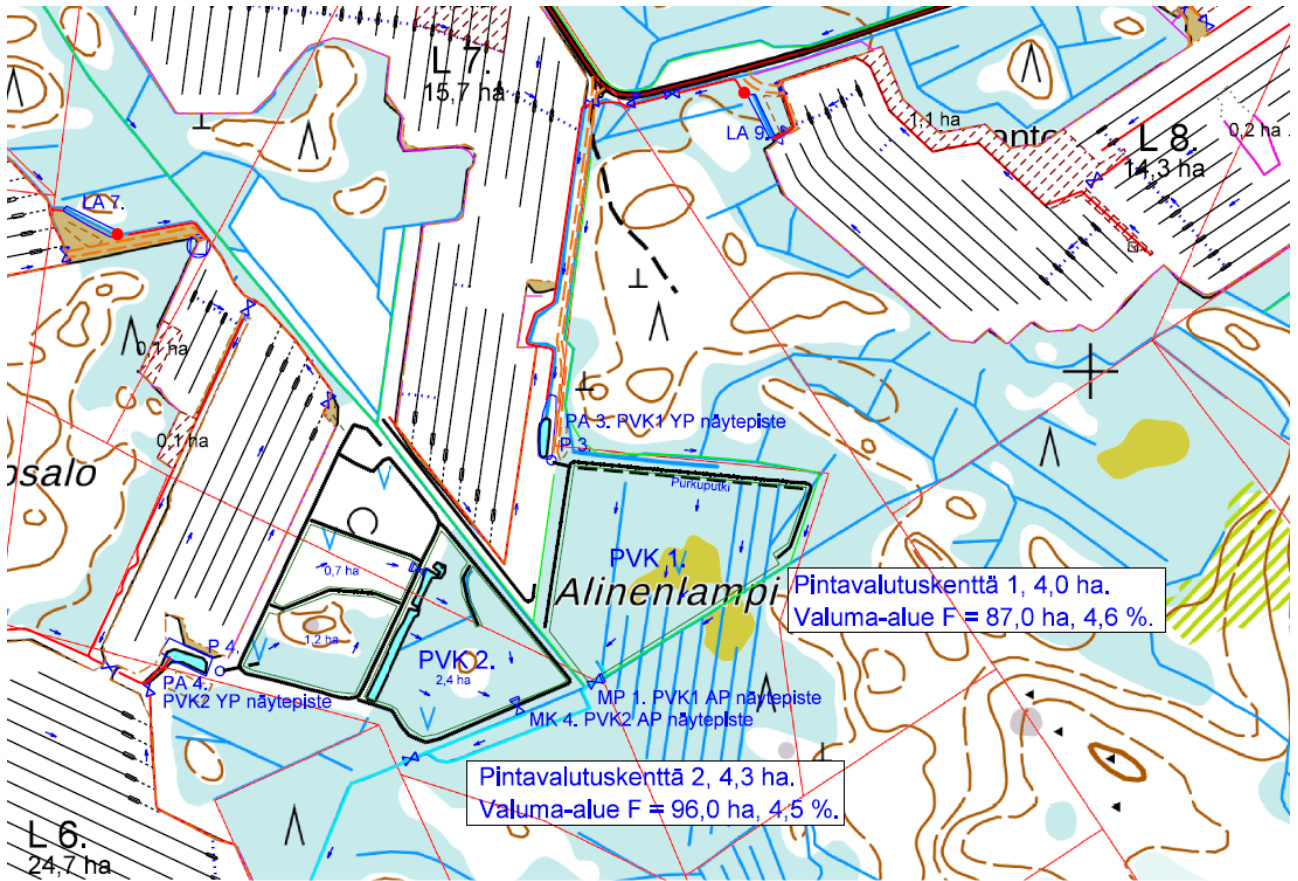 L 7.
15,7 ha
LA 9.
1,1 ha
onto
L 8.
14,3 ha
0,2 ha
LA 7.
0,1 ha
0,1 ha
osalo
PA 3. PVK1 YP näytepiste
P 3.
Purkuputki
PVK 1.
Alinenlampi
0,7 ha
1,2 ha
PVK 2.
2,4 ha
P 4.
PA 4.
PVK2 YP näytepiste
Pintavalutuskenttä 1, 4,0 ha.
Valuma-alue F = 87,0 ha, 4,6 %.
MP 1. PVK1 AP näytepiste
MK 4. PVK2 AP näytepiste
Pintavalutuskenttä 2, 4,3 ha.
Valuma-alue F = 96,0 ha, 4,5 %.
L 6.
24,7 ha